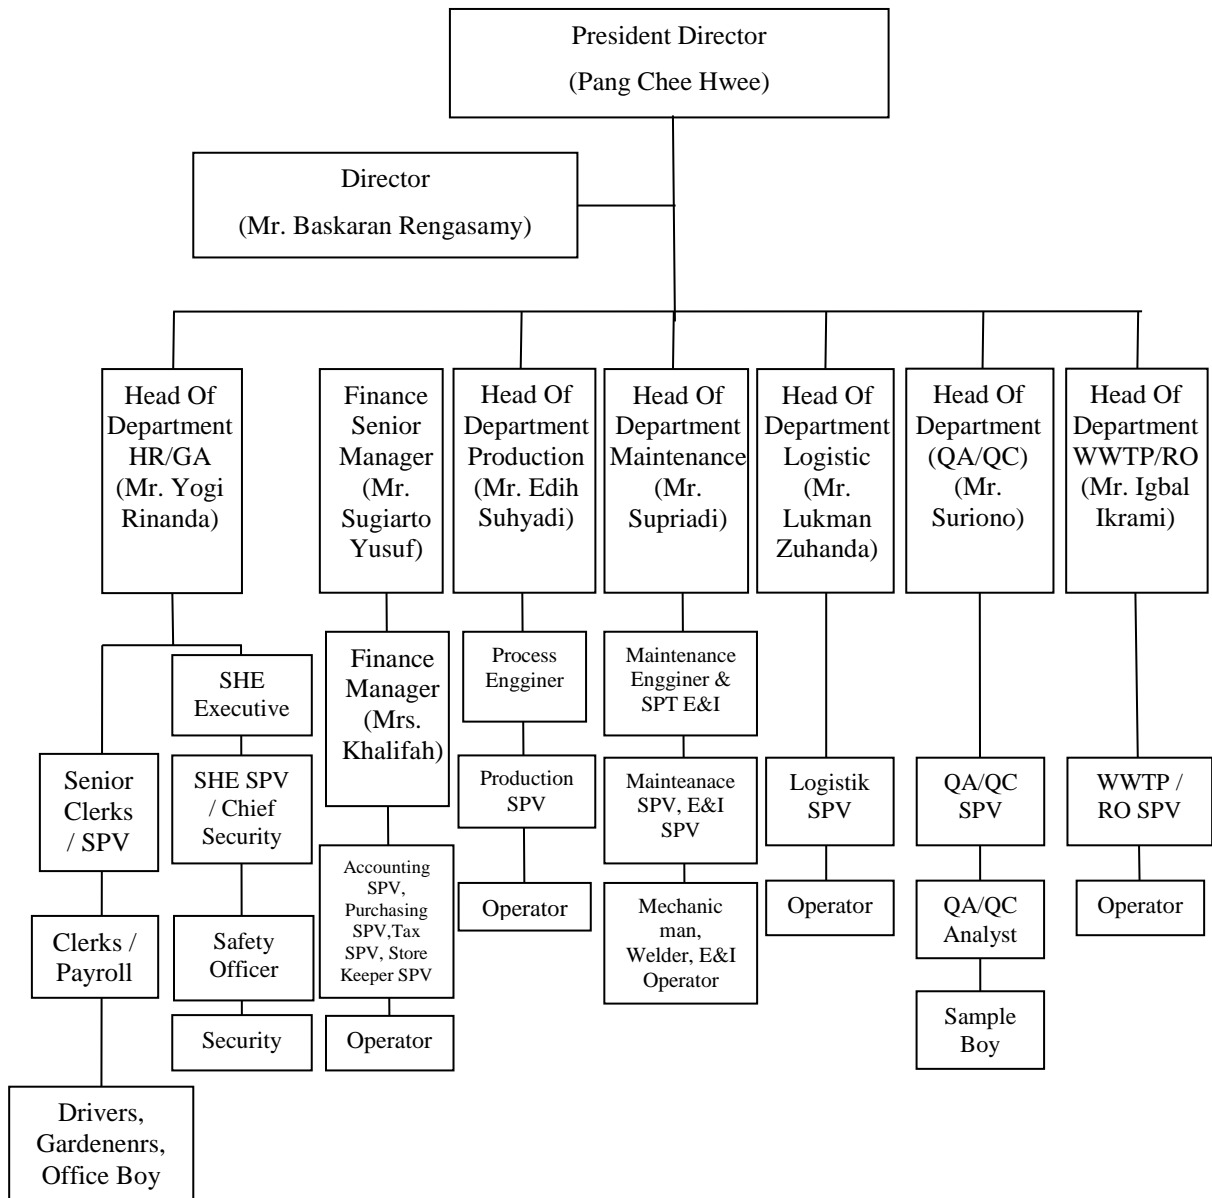 President Director
(Pang Chee Hwee)
Director
(Mr. Baskaran Rengasamy)
Head Of
Department
HR/GA
(Mr. Yogi
Rinanda)
Finance
Senior
Manager
(Mr.
Sugiarto
Yusuf)
Head Of
Department
Production
(Mr. Edih
Suhyadi)
Head Of
Department
Maintenance
(Mr.
Supriadi)
Head Of
Department
Logistic
(Mr.
Lukman
Zuhanda)
Head Of
Department
(QA/QC)
(Mr.
Suriono)
Head Of
Department
WWTP/RO
(Mr. Igbal
Ikrami)
SHE
Executive
Finance
Manager
(Mrs.
Khalifah)
Process
Engginer
Maintenance
Engginer &
SPT E&I
Senior
Clerks
/ SPV
SHE SPV
/ Chief
Security
Production
SPV
Mainteanace
SPV, E&I
SPV
Logistik
SPV
QA/QC
SPV
WWTP /
RO SPV
Accounting
SPV,
Purchasing
SPV,Tax
SPV, Store
Keeper SPV
Operator
Mechanic
man,
Welder, E&I
Operator
Operator
QA/QC
Analyst
Operator
Clerks /
Payroll
Safety
Officer
Security
Operator
Sample
Boy
Drivers,
Gardenenrs,
Office Boy